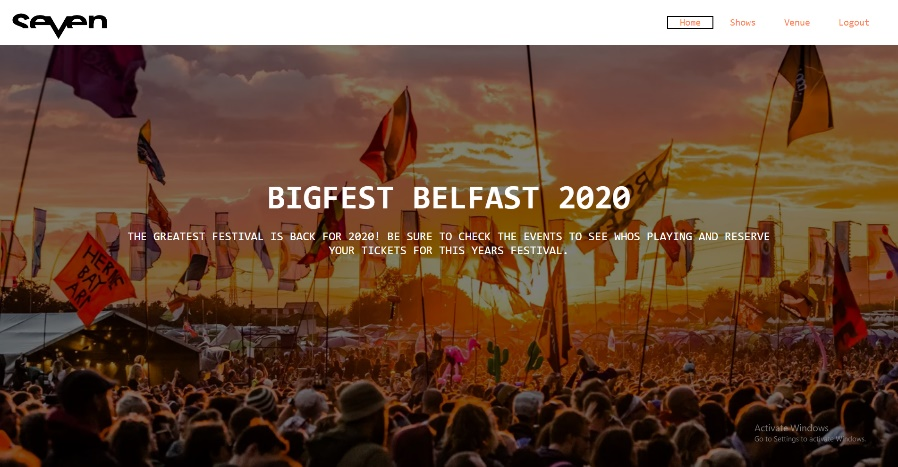 seven
Home Shows Venue Logout
BIGFEST BELFAST 2020
THE GREATEST FESTIVAL IS BACK FOR 2020! BE SURE TO CHECK THE EVENTS TO SEE WHOS PLAYING AND RESERVE
YOUR TICKETS FOR THIS YEARS FESTIVAL.
HERE
BAZ
ART
Activate Windows
Go to Settings to activate Windows.